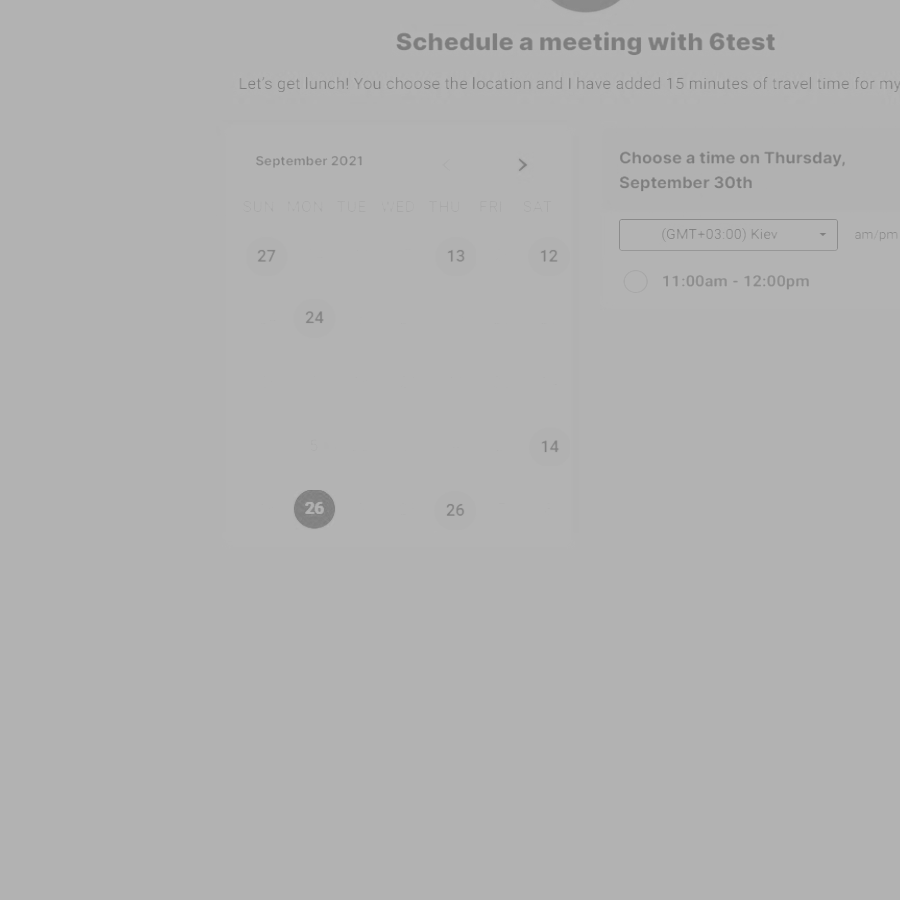 Schedule a meeting with 6test
Let's get lunch! You choose the location and I have added 15 minutes of travel time for my
September 2021
SUN MON TUE WED THU FRI SAT
27 13 12
24
14
26 26
Choose a time on Thursday,
September 30th
(GMT+03:00) Kiev am/pm
11:00am - 12:00pm